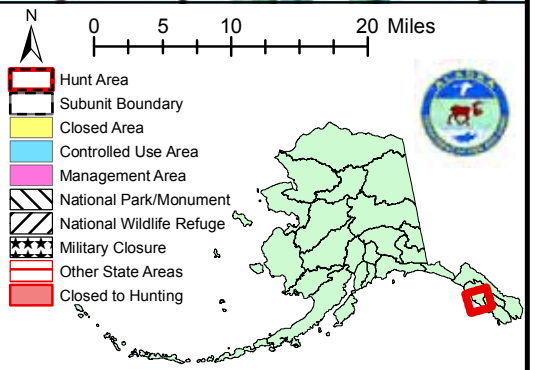 N
0 5 10 20 Miles
Hunt Area
Subunit Boundary
Closed Area
Controlled Use Area
Management Area
National Park/Monument
National Wildlife Refuge
Military Closure
Other State Areas
Closed to Hunting
ALASKA